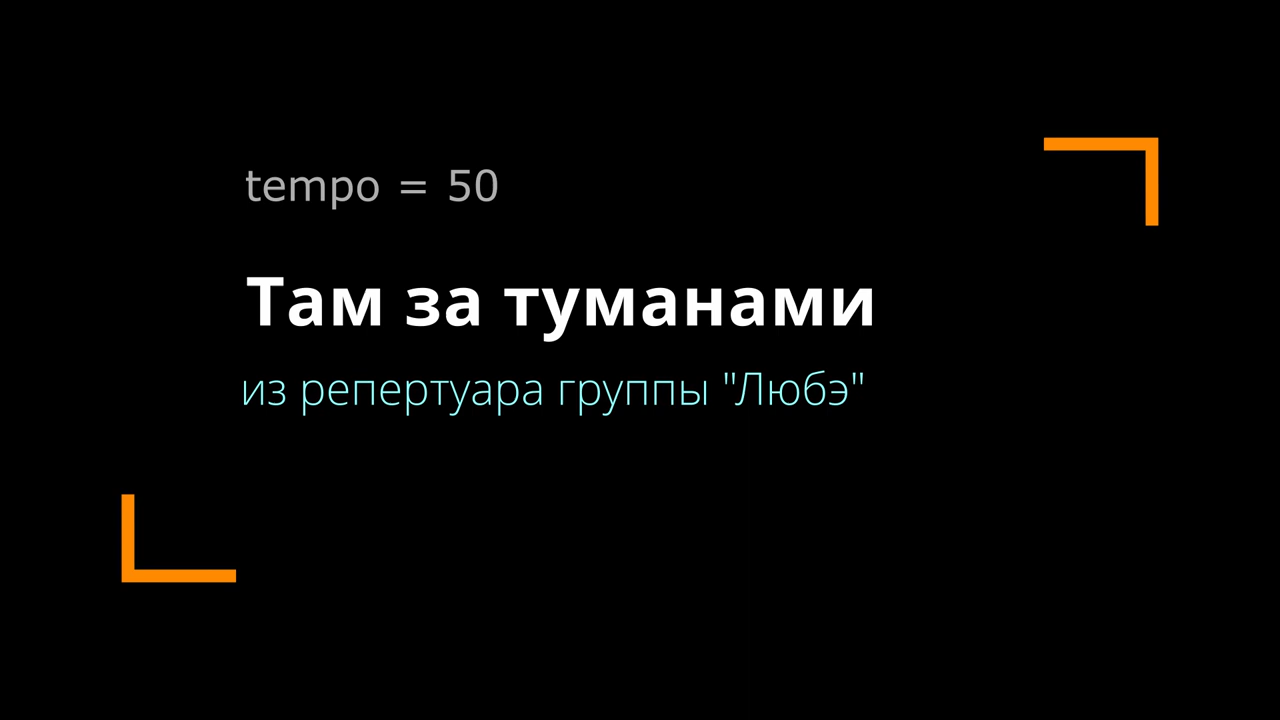 tempo = 50
Там за туманами
из репертуара группы "Любэ"